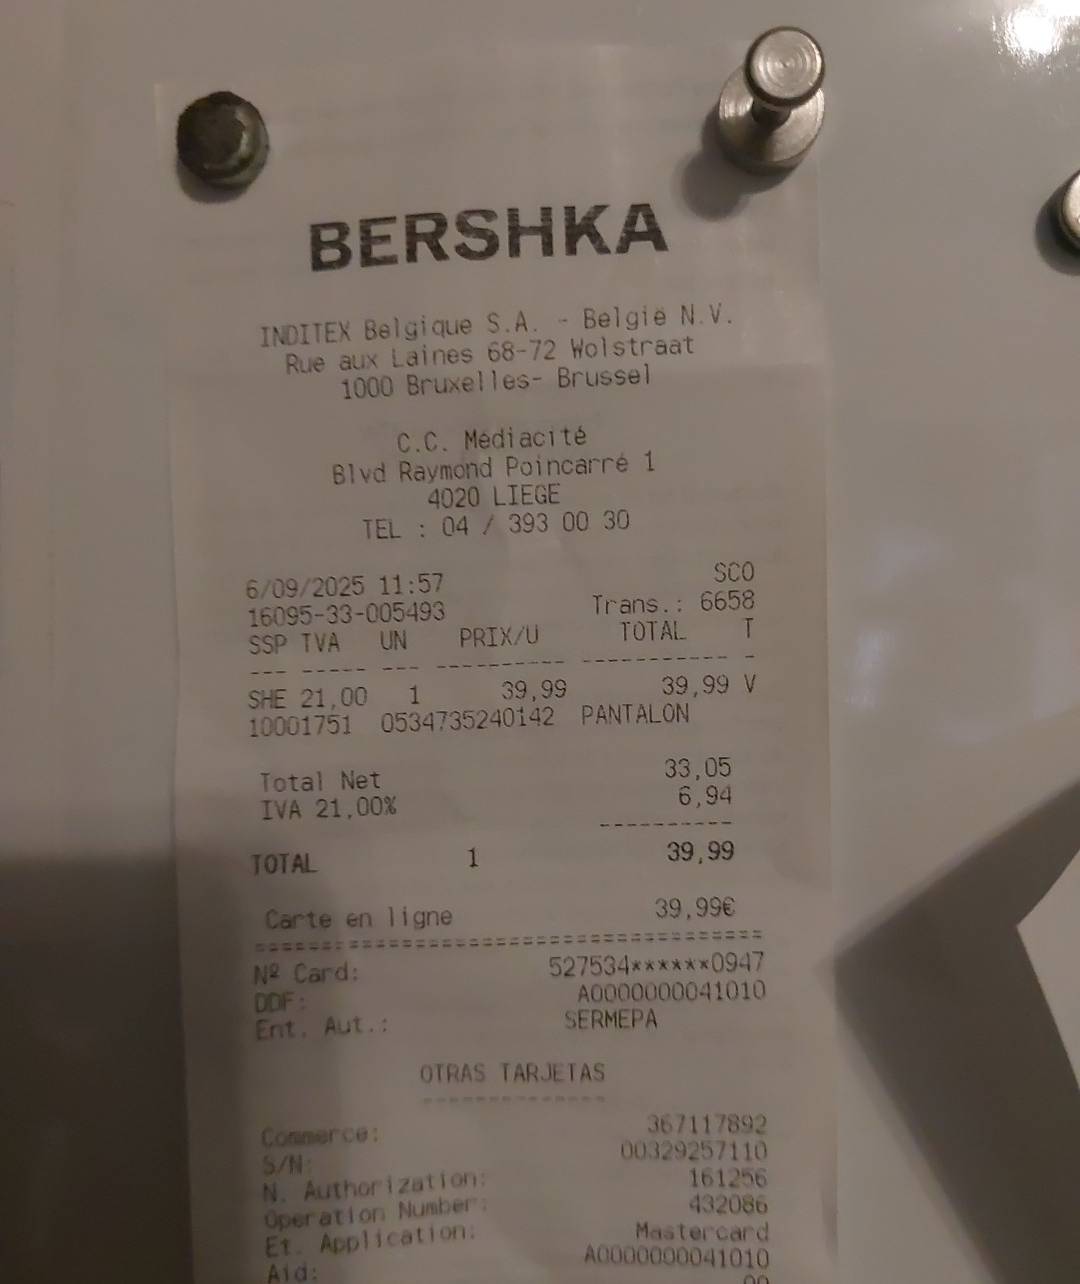 BERSHKA
INDITEX Belgique S.A. - België N.V.
Rue aux Laines 68-72 Wolstraat
1000 Bruxelles- Brussel
C.C. Médiacité
Blvd Raymond Poincarré 1
4020 LIEGE
TEL : 04 / 393 00 30
6/09/2025 11:57 SCO
16095-33-005493 Trans.: 6658
SSP TVA UN PRIX/U TOTAL T
--- ----- --- ---------- ----------- -
SHE 21,00 1 39,99 39,99 V
10001751 0534735240142 PANTALON
Total Net 33,05
IVA 21,00% 6,94
----------
TOTAL 1 39,99
Carte en ligne 39,99€
=======================================
Nº Card: 527534******0947
DDF: A0000000041010
Ent. Aut.: SERMEPA
OTRAS TARJETAS
--------------
Commerce: 367117892
S/N: 00329257110
N. Authorization: 161256
Operation Number: 432086
Et. Application: Mastercard
Aid: A0000000041010